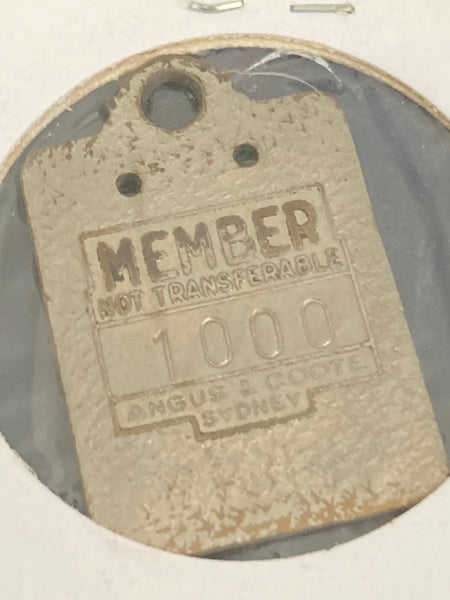 MEMBER
NOT TRANSFERABLE
1000
ANGUS & COOTE
SYDNEY